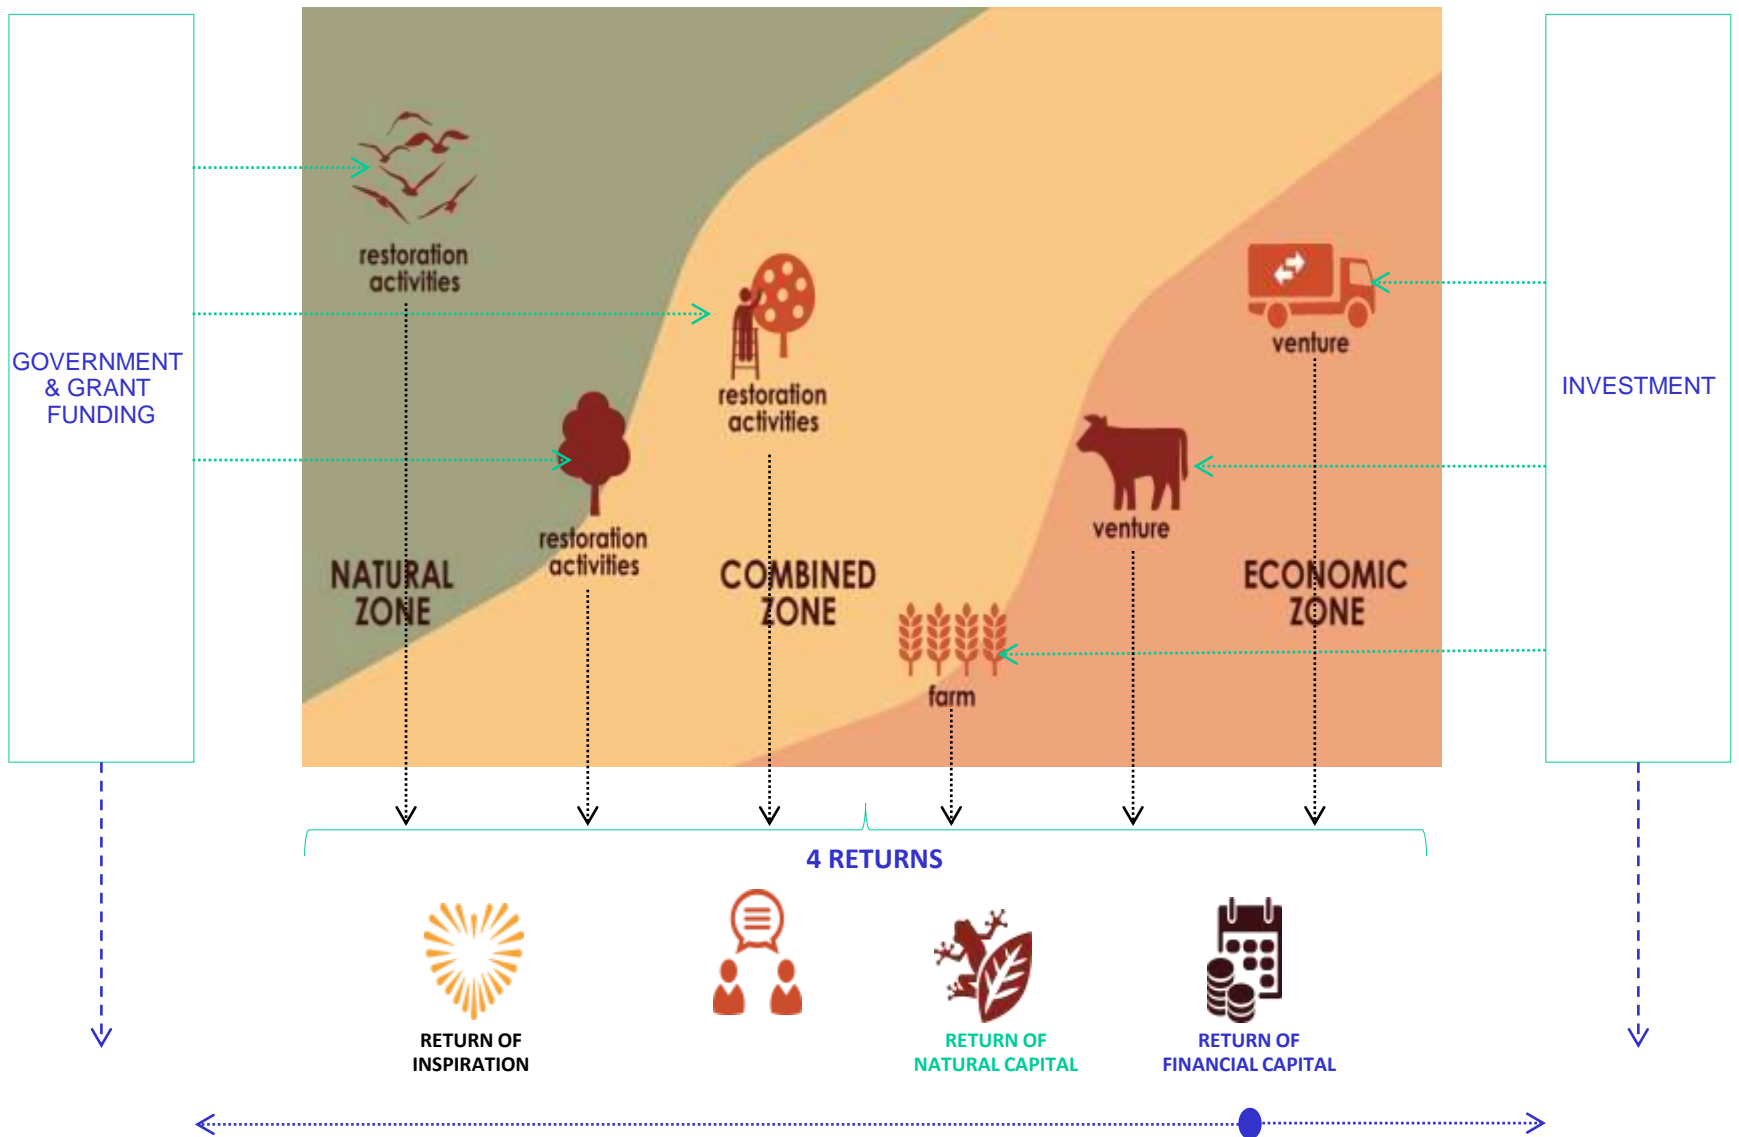 GOVERNMENT
& GRANT
FUNDING
restoration
activities
restoration
activities
restoration
activities
venture
venture
farm
NATURAL
ZONE
COMBINED
ZONE
ECONOMIC
ZONE
INVESTMENT
4 RETURNS
RETURN OF
INSPIRATION
RETURN OF
NATURAL CAPITAL
RETURN OF
FINANCIAL CAPITAL